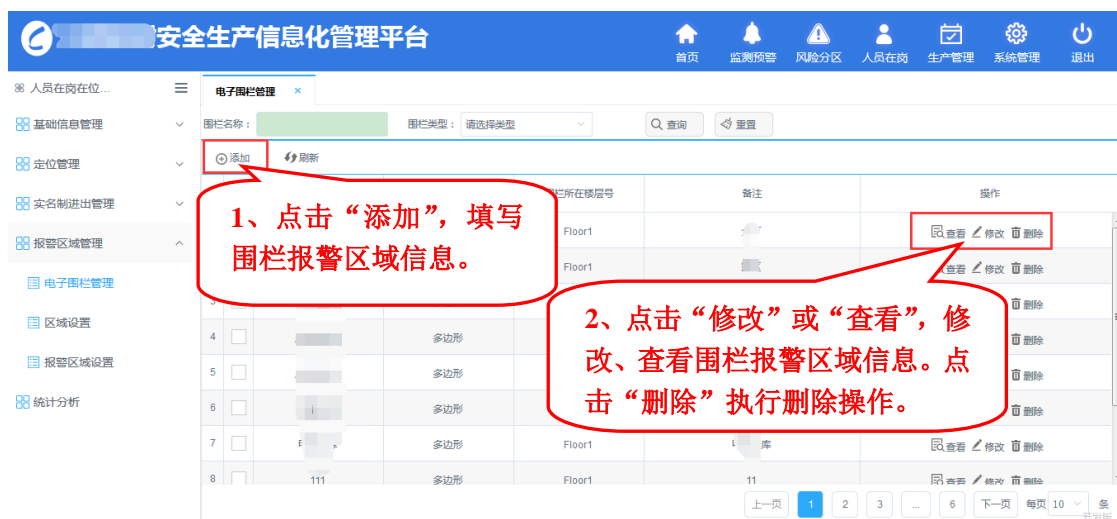 安全生产信息化管理平台
首页 监测预警 风险分区 人员在岗 生产管理 系统管理 退出
人员在岗在位...
电子围栏管理 ×
基础信息管理
围栏名称： 围栏类型： 请选择类型 查询 重置
添加 刷新
定位管理
围栏所在楼层号 备注 操作
实名制进出管理
1、点击“添加”，填写
围栏报警区域信息。
Floor1 查看 修改 删除
报警区域管理
Floor1 查看 修改 删除
电子围栏管理
2、点击“修改”或“查看”，修
改、查看围栏报警区域信息。点
击“删除”执行删除操作。
3 删除
区域设置
4 多边形 删除
报警区域设置
5 多边形 删除
统计分析
6 多边形 删除
7 多边形 Floor1 库 查看 修改 删除
8 111 多边形 Floor1 11 查看 修改 删除
上一页 1 2 3 ... 6 下一页 每页 10 条
开发版